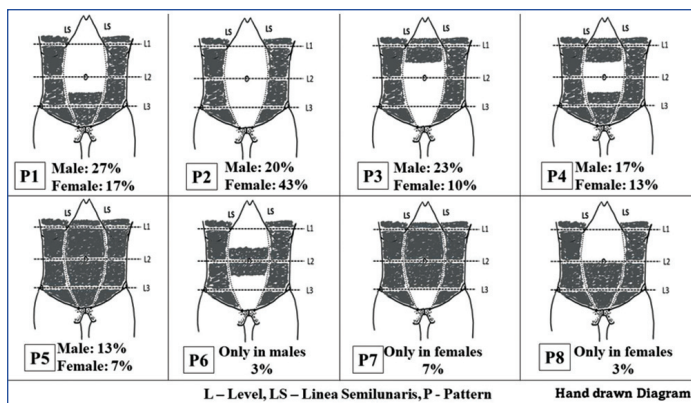 LS LS
L1
L2
L3
P1
Male: 27%
Female: 17%
LS LS
L1
L2
L3
P2
Male: 20%
Female: 43%
LS LS
L1
L2
L3
P3
Male: 23%
Female: 10%
LS LS
L1
L2
L3
P4
Male: 17%
Female: 13%
LS LS
L1
L2
L3
P5
Male: 13%
Female: 7%
LS LS
L1
L2
L3
P6
Only in males
3%
LS LS
L1
L2
L3
P7
Only in females
7%
LS LS
L1
L2
L3
P8
Only in females
3%
L – Level, LS – Linea Semilunaris, P - Pattern
Hand drawn Diagram